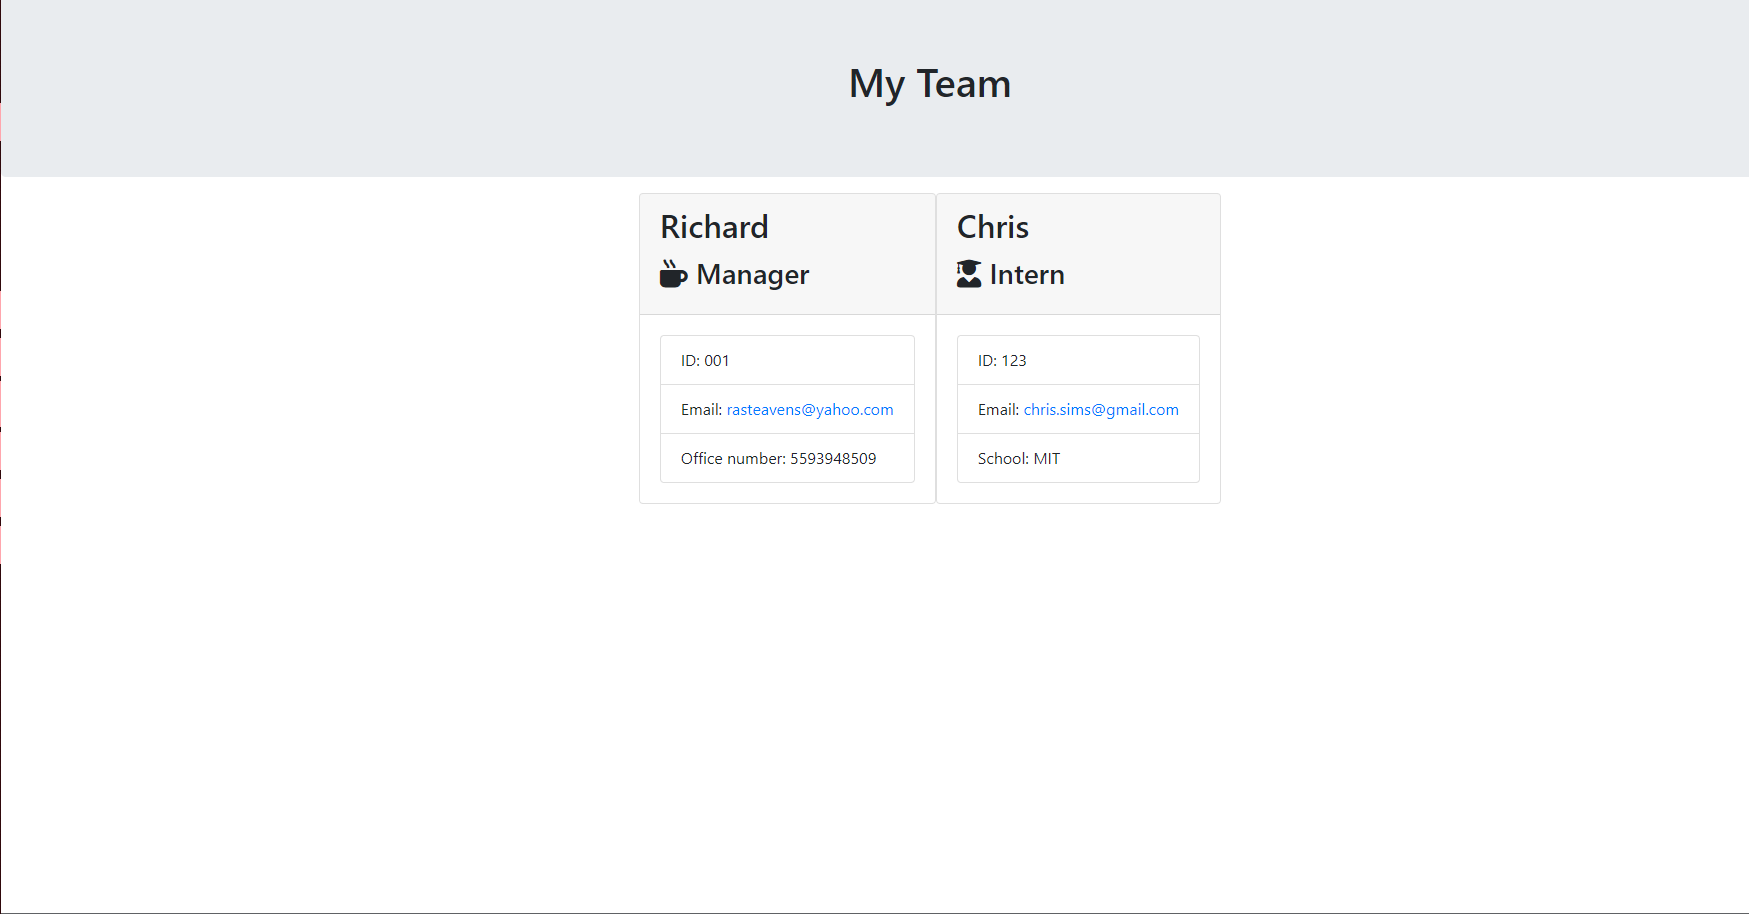 My Team
Richard
Manager
ID: 001
Email: rasteavens@yahoo.com
Office number: 5593948509
Chris
Intern
ID: 123
Email: chris.sims@gmail.com
School: MIT